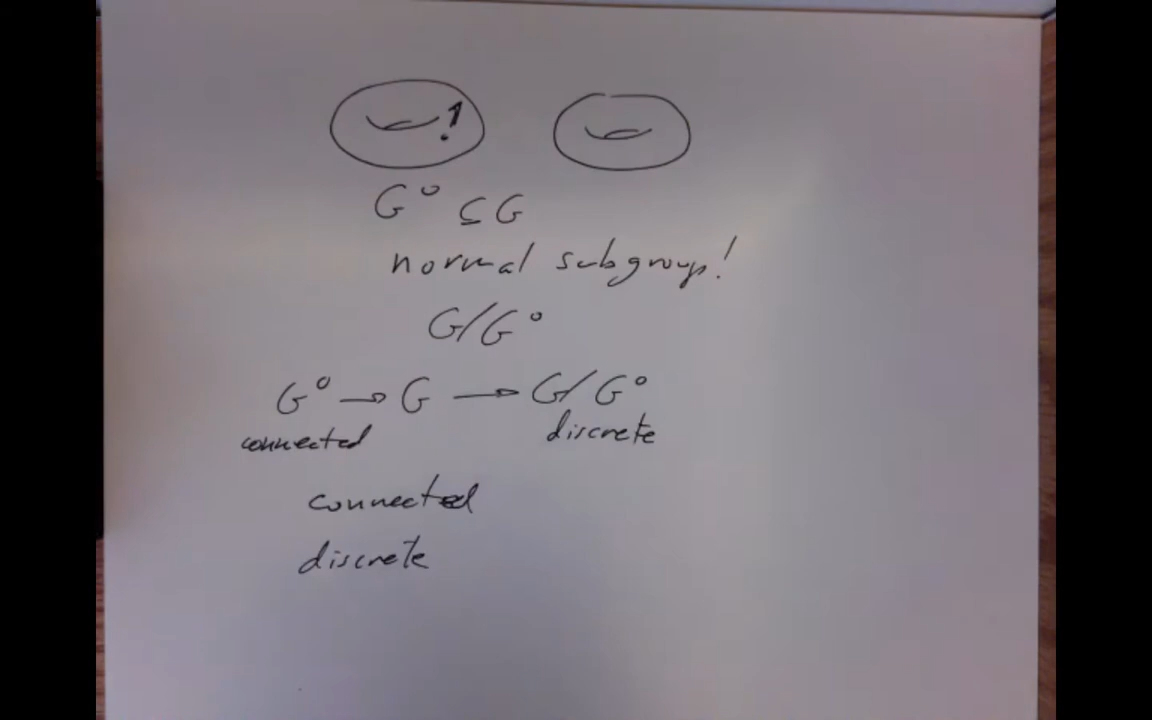 1
G° ⊆ G
normal subgroup!
G/G°
G° → G → G/G°
connected discrete
connected
discrete